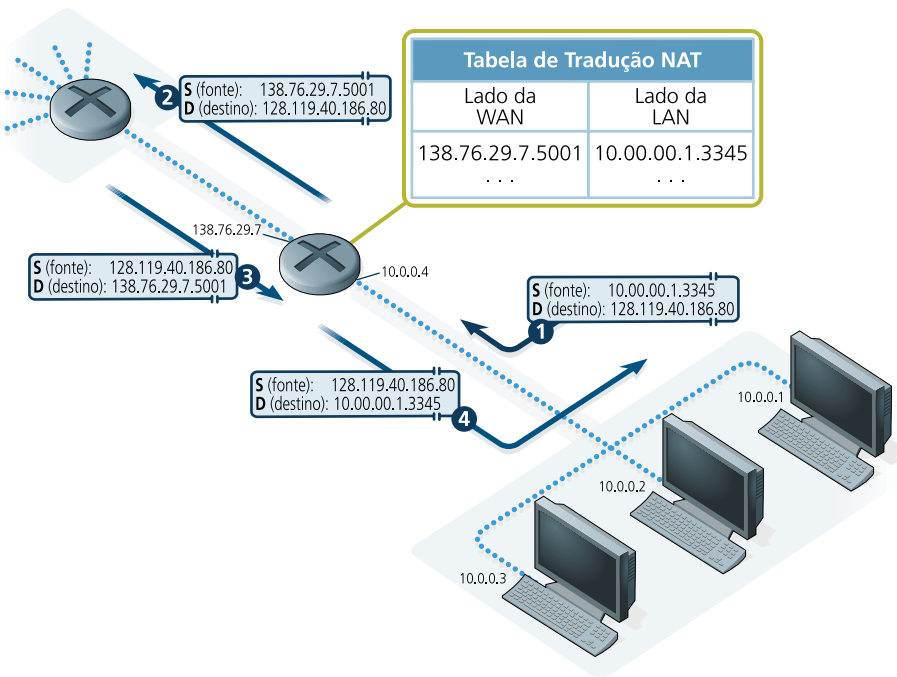 Tabela de Tradução NAT
Lado da WAN
Lado da LAN
138.76.29.7.5001
10.00.00.1.3345
. . .
. . .
2
S (fonte): 138.76.29.7.5001
D (destino): 128.119.40.186.80
138.76.29.7
10.0.0.4
S (fonte): 128.119.40.186.80
D (destino): 138.76.29.7.5001
3
S (fonte): 10.00.00.1.3345
D (destino): 128.119.40.186.80
1
S (fonte): 128.119.40.186.80
D (destino): 10.00.00.1.3345
4
10.0.0.1
10.0.0.2
10.0.0.3